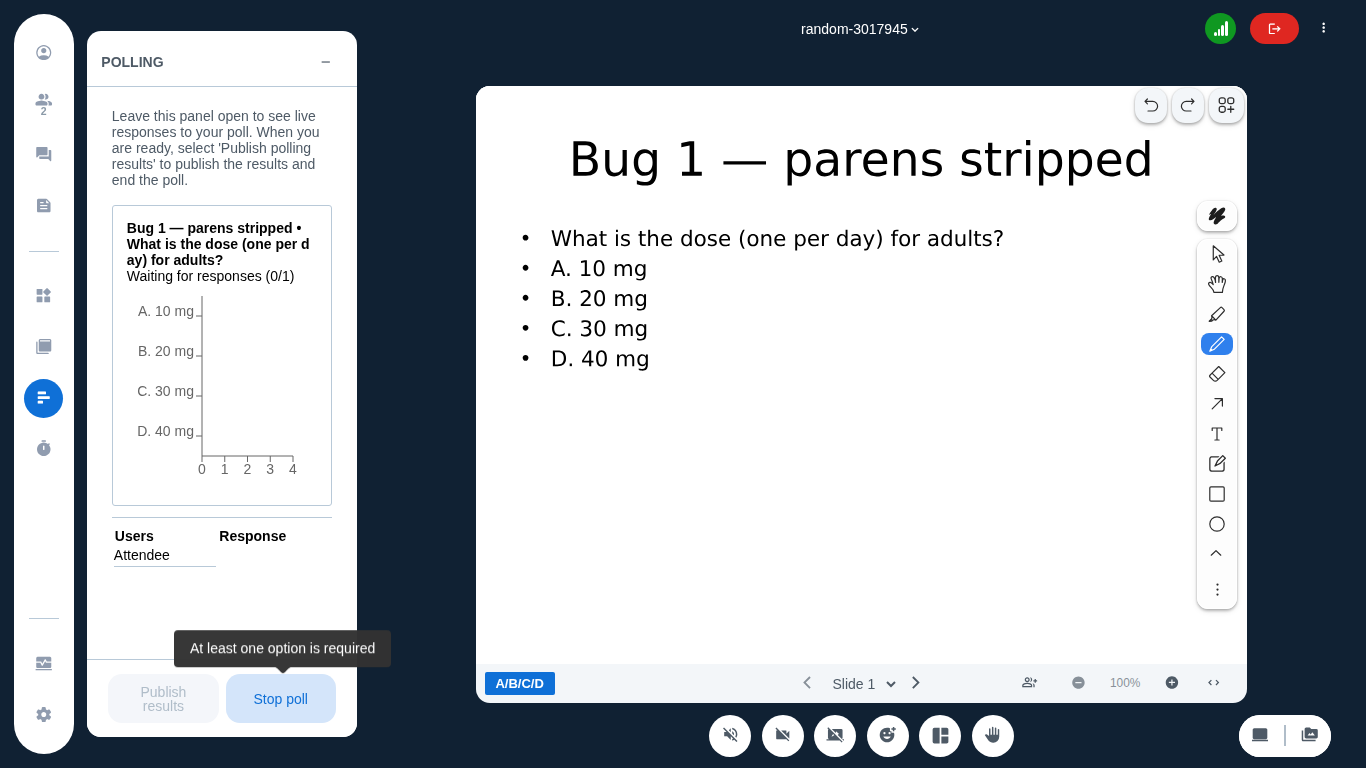 random-3017945
2
POLLING
Leave this panel open to see live
responses to your poll. When you
are ready, select 'Publish polling
results' to publish the results and
end the poll.
Bug 1 — parens stripped •
What is the dose (one per d
ay) for adults?
Waiting for responses (0/1)
A. 10 mg
B. 20 mg
C. 30 mg
D. 40 mg
0 1 2 3 4
Users Response
Attendee
At least one option is required
Publish
results
Stop poll
Bug 1 — parens stripped
• What is the dose (one per day) for adults?
• A. 10 mg
• B. 20 mg
• C. 30 mg
• D. 40 mg
A/B/C/D
Slide 1
100%